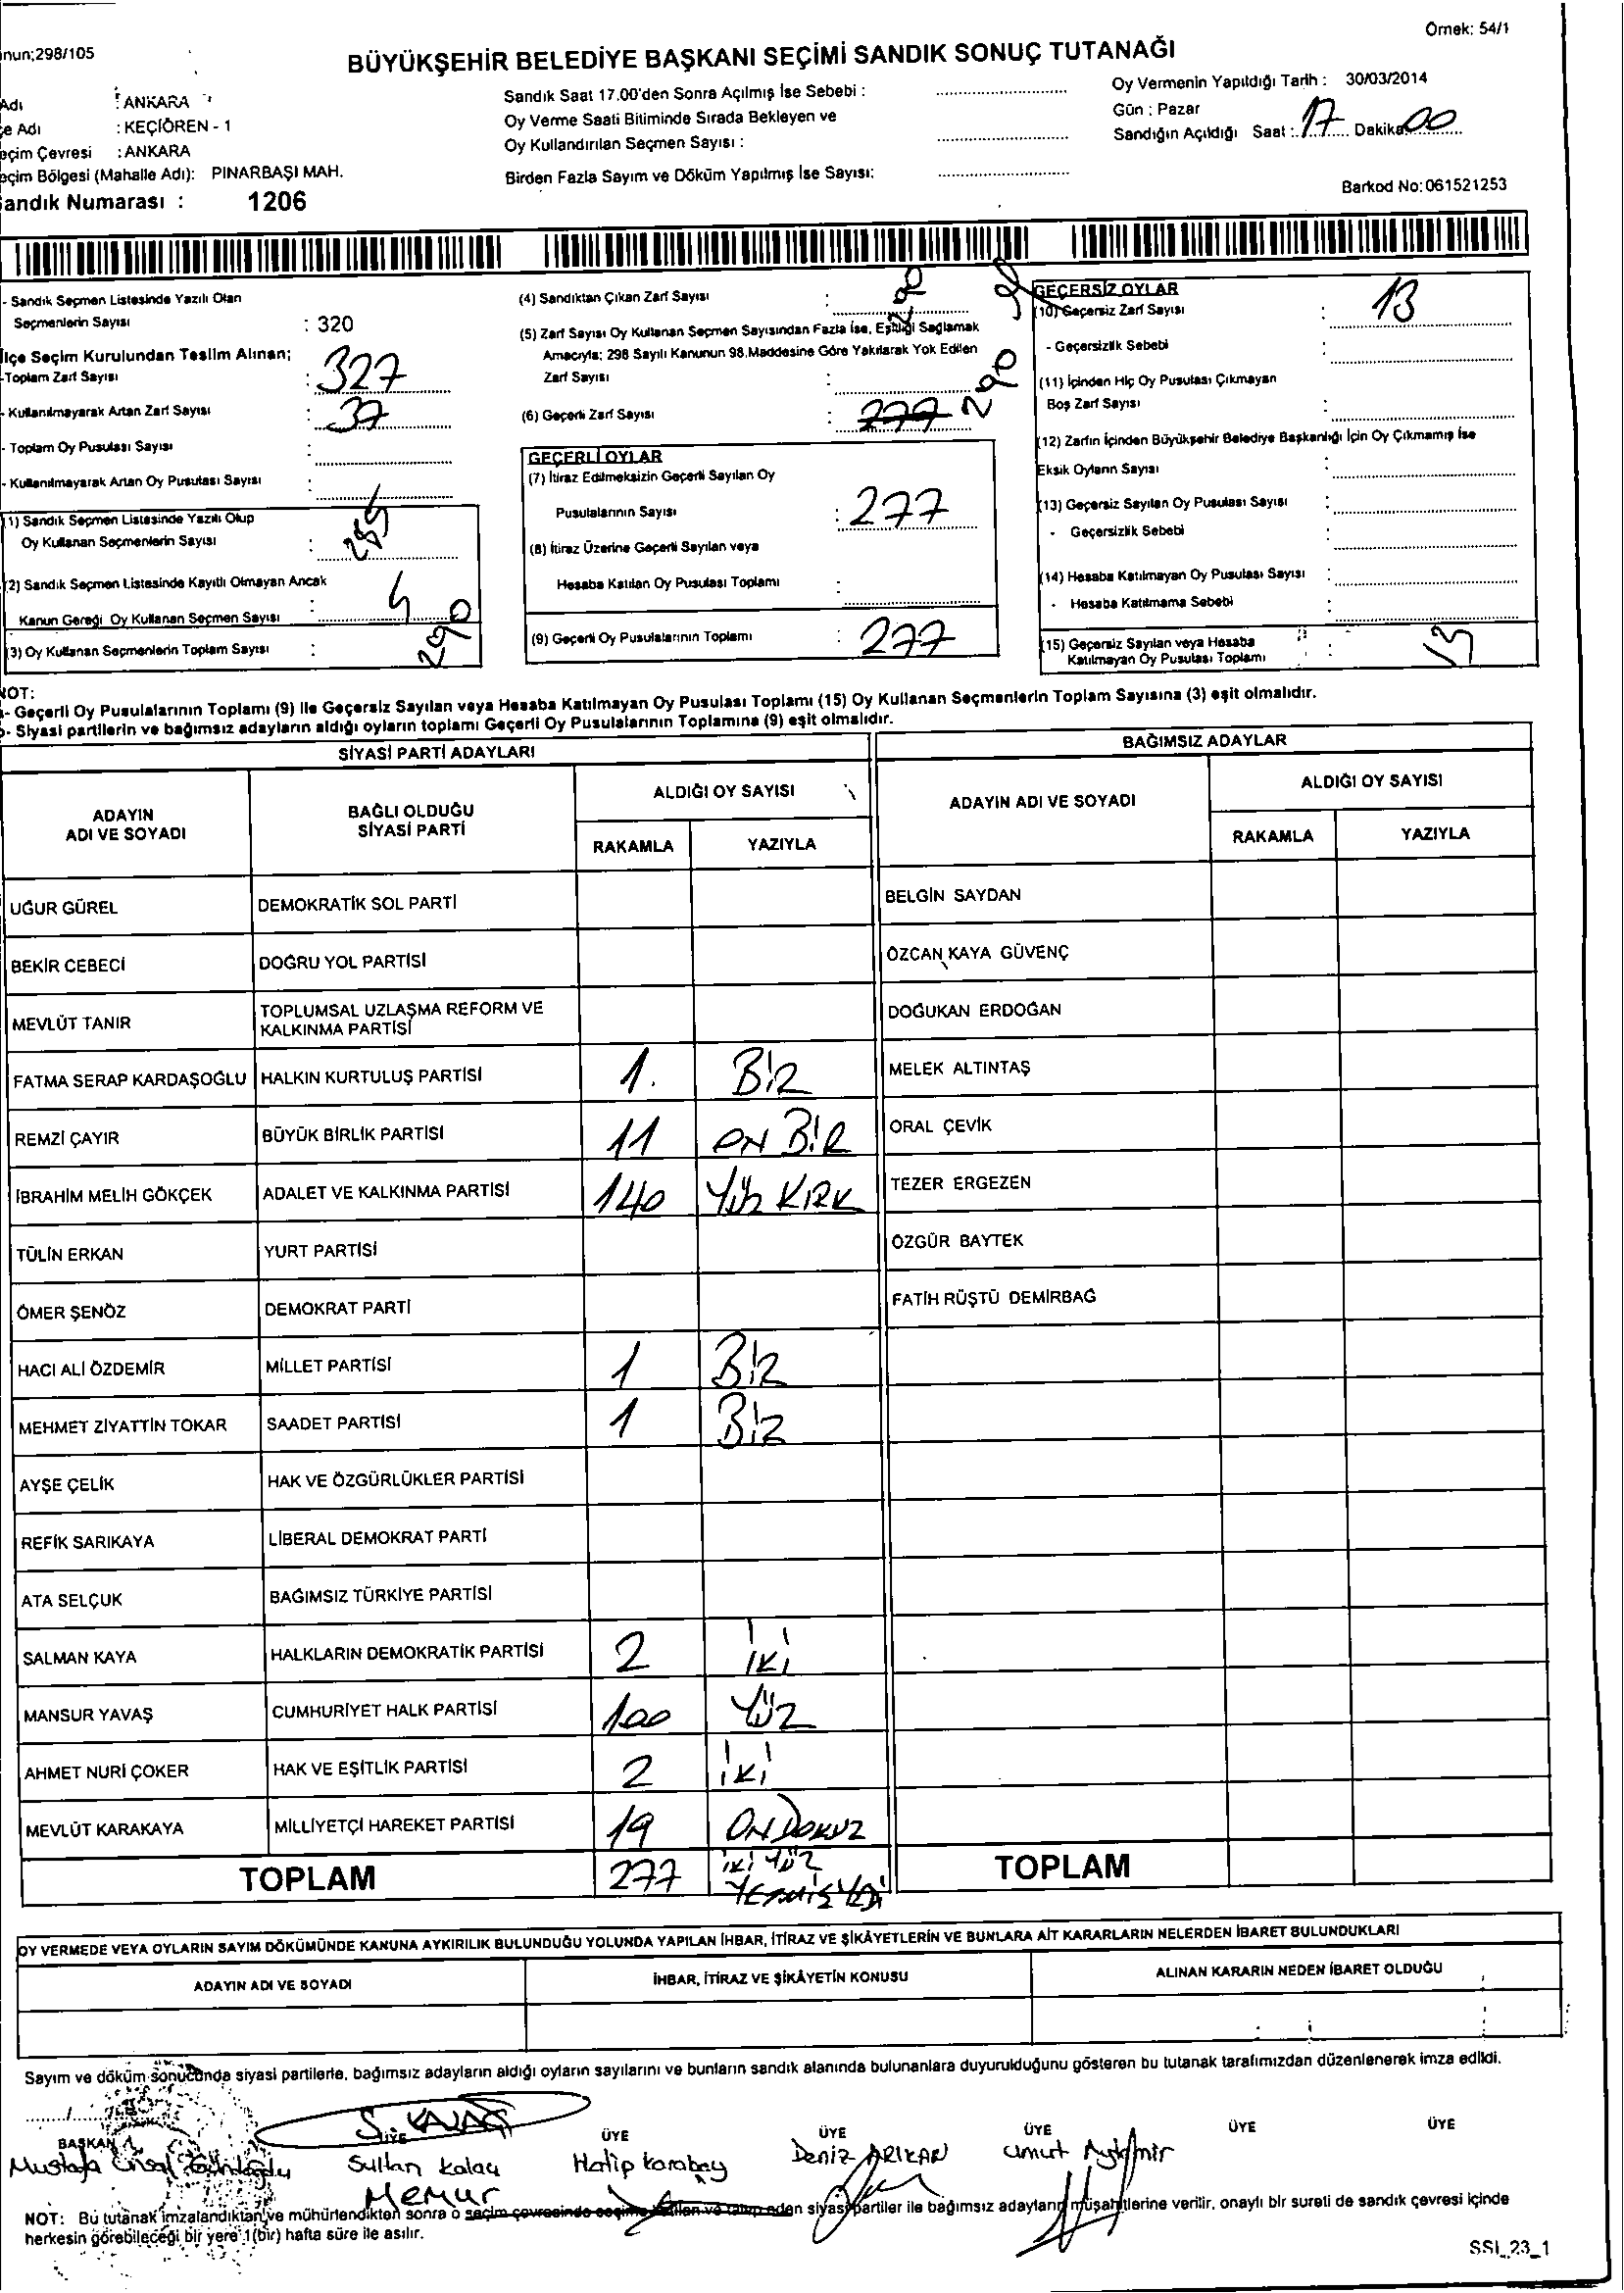 Örnek: 54/1
nun;298/105
BÜYÜKŞEHİR BELEDİYE BAŞKANI SEÇİMİ SANDIK SONUÇ TUTANAĞI
Adı : ANKARA
çe Adı : KEÇİÖREN - 1
eçim Çevresi : ANKARA
eçim Bölgesi (Mahalle Adı): PINARBAŞI MAH.
Sandık Numarası : 1206
Sandık Saat 17.00'den Sonra Açılmış İse Sebebi :
Oy Verme Saati Bitiminde Sırada Bekleyen ve
Oy Kullandırılan Seçmen Sayısı :
Birden Fazla Sayım ve Döküm Yapılmış İse Sayısı:
Oy Vermenin Yapıldığı Tarih : 30/03/2014
Gün : Pazar
Sandığın Açıldığı Saat : 17 Dakika 00
Barkod No: 061521253
- Sandık Seçmen Listesinde Yazılı Olan
Seçmenlerin Sayısı : 320
İlçe Seçim Kurulundan Teslim Alınan;
-Toplam Zarf Sayısı : 327
- Kullanılmayarak Artan Zarf Sayısı : 37
- Toplam Oy Pusulası Sayısı :
- Kullanılmayarak Artan Oy Pusulası Sayısı :
(1) Sandık Seçmen Listesinde Yazılı Olup
Oy Kullanan Seçmenlerin Sayısı :
(2) Sandık Seçmen Listesinde Kayıtlı Olmayan Ancak
Kanun Gereği Oy Kullanan Seçmen Sayısı :
(3) Oy Kullanan Seçmenlerin Toplam Sayısı : 290
(4) Sandıktan Çıkan Zarf Sayısı : 290
(5) Zarf Sayısı Oy Kullanan Seçmen Sayısından Fazla İse, Eşitliği Sağlamak
Amacıyla; 298 Sayılı Kanunun 98.Maddesine Göre Yakılarak Yok Edilen
Zarf Sayısı :
(6) Geçerli Zarf Sayısı : 277 290
GEÇERLİ OYLAR
(7) İtiraz Edilmeksizin Geçerli Sayılan Oy
Pusulalarının Sayısı : 277
(8) İtiraz Üzerine Geçerli Sayılan veya
Hesaba Katılan Oy Pusulası Toplamı :
(9) Geçerli Oy Pusulalarının Toplamı : 277
GEÇERSİZ OYLAR
(10) Geçersiz Zarf Sayısı : 13
- Geçersizlik Sebebi :
(11) İçinden Hiç Oy Pusulası Çıkmayan
Boş Zarf Sayısı :
(12) Zarfın İçinden Büyükşehir Belediye Başkanlığı İçin Oy Çıkmamış İse
Eksik Oyların Sayısı :
(13) Geçersiz Sayılan Oy Pusulası Sayısı :
- Geçersizlik Sebebi :
(14) Hesaba Katılmayan Oy Pusulası Sayısı :
- Hesaba Katılmama Sebebi :
(15) Geçersiz Sayılan veya Hesaba
Katılmayan Oy Pusulası Toplamı : 13
NOT:
- Geçerli Oy Pusulalarının Toplamı (9) ile Geçersiz Sayılan veya Hesaba Katılmayan Oy Pusulası Toplamı (15) Oy Kullanan Seçmenlerin Toplam Sayısına (3) eşit olmalıdır.
- Siyasi partilerin ve bağımsız adayların aldığı oyların toplamı Geçerli Oy Pusulalarının Toplamına (9) eşit olmalıdır.
SİYASİ PARTİ ADAYLARI BAĞIMSIZ ADAYLAR
ADAYIN ADI VE SOYADI BAĞLI OLDUĞU SİYASİ PARTİ ALDIĞI OY SAYISI ADAYIN ADI VE SOYADI ALDIĞI OY SAYISI
RAKAMLA YAZIYLA RAKAMLA YAZIYLA
UĞUR GÜREL DEMOKRATİK SOL PARTİ BELGİN SAYDAN
BEKİR CEBECİ DOĞRU YOL PARTİSİ ÖZCAN KAYA GÜVENÇ
MEVLÜT TANIR TOPLUMSAL UZLAŞMA REFORM VE KALKINMA PARTİSİ DOĞUKAN ERDOĞAN
FATMA SERAP KARDAŞOĞLU HALKIN KURTULUŞ PARTİSİ 1. BİR MELEK ALTINTAŞ
REMZİ ÇAYIR BÜYÜK BİRLİK PARTİSİ 11 ON BİR ORAL ÇEVİK
İBRAHİM MELİH GÖKÇEK ADALET VE KALKINMA PARTİSİ 140 YÜZ KIRK TEZER ERGEZEN
TÜLİN ERKAN YURT PARTİSİ ÖZGÜR BAYTEK
ÖMER ŞENÖZ DEMOKRAT PARTİ FATİH RÜŞTÜ DEMİRBAĞ
HACI ALİ ÖZDEMİR MİLLET PARTİSİ 1 BİR
MEHMET ZİYATTİN TOKAR SAADET PARTİSİ 1 BİR
AYŞE ÇELİK HAK VE ÖZGÜRLÜKLER PARTİSİ
REFİK SARIKAYA LİBERAL DEMOKRAT PARTİ
ATA SELÇUK BAĞIMSIZ TÜRKİYE PARTİSİ
SALMAN KAYA HALKLARIN DEMOKRATİK PARTİSİ 2 İKİ
MANSUR YAVAŞ CUMHURİYET HALK PARTİSİ 100 YÜZ
AHMET NURİ ÇOKER HAK VE EŞİTLİK PARTİSİ 2 İKİ
MEVLÜT KARAKAYA MİLLİYETÇİ HAREKET PARTİSİ 19 ON DOKUZ
TOPLAM 277 İKİ YÜZ YETMİŞ YEDİ TOPLAM
OY VERMEDE VEYA OYLARIN SAYIM DÖKÜMÜNDE KANUNA AYKIRILIK BULUNDUĞU YOLUNDA YAPILAN İHBAR, İTİRAZ VE ŞİKÂYETLERİN VE BUNLARA AİT KARARLARIN NELERDEN İBARET BULUNDUKLARI
ADAYIN ADI VE SOYADI İHBAR, İTİRAZ VE ŞİKÂYETİN KONUSU ALINAN KARARIN NEDEN İBARET OLDUĞU
Sayım ve döküm sonucunda siyasi partilerle, bağımsız adayların aldığı oyların sayılarını ve bunların sandık alanında bulunanlara duyurulduğunu gösteren bu tutanak tarafımızdan düzenlenerek imza edildi.
BAŞKAN ÜYE ÜYE ÜYE ÜYE ÜYE ÜYE
Mustafa Sultan Hatip Karabey Deniz ARIKAN Umut
Memur
NOT: Bu tutanak imzalandıktan ve mühürlendikten sonra o seçim çevresinde seçime katılan ve talep eden siyasi partiler ile bağımsız adayların müşahitlerine verilir, onaylı bir sureti de sandık çevresi içinde
herkesin görebileceği bir yere 1(bir) hafta süre ile asılır.
SSI_23_1